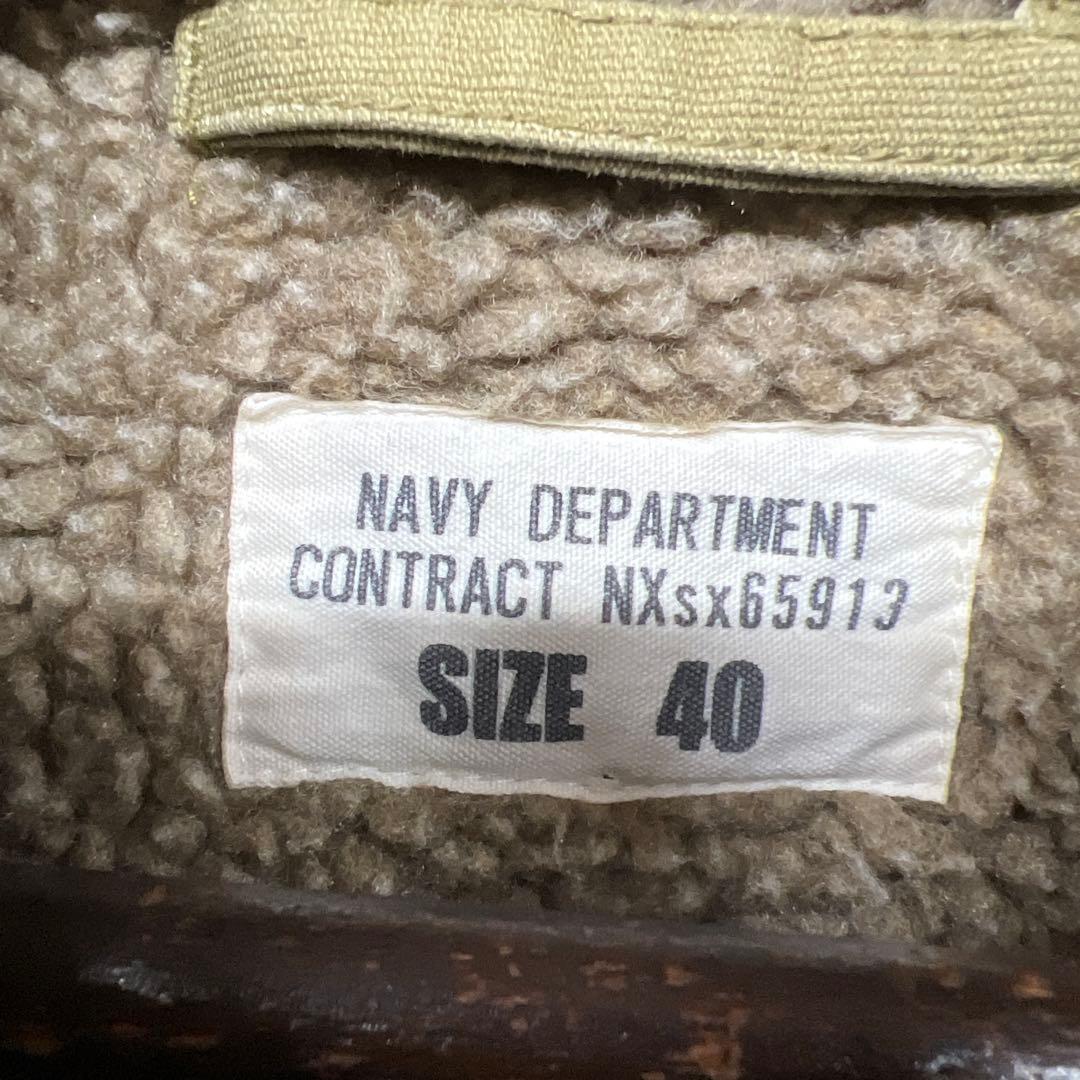 NAVY DEPARTMENT
CONTRACT NXsx65913
SIZE 40